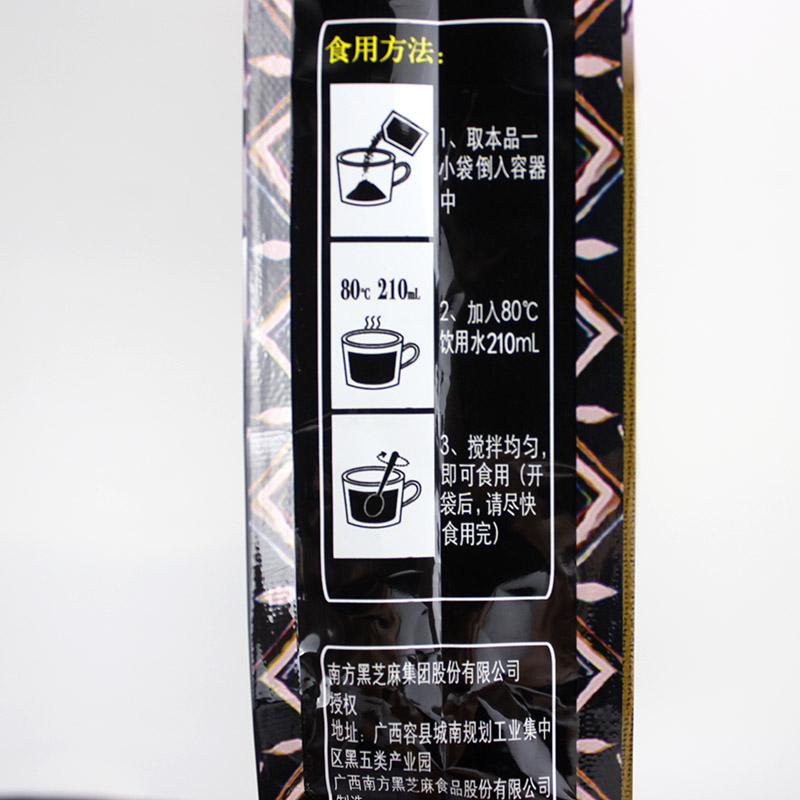 食用方法：
1、取本品一
小袋倒入容器
中
80℃ 210mL
2、加入80℃
饮用水210mL
3、搅拌均匀，
即可食用（开
袋后，请尽快
食用完）
南方黑芝麻集团股份有限公司
授权
地址：广西容县城南规划工业集中
区黑五类产业园
广西南方黑芝麻食品股份有限公司
制造